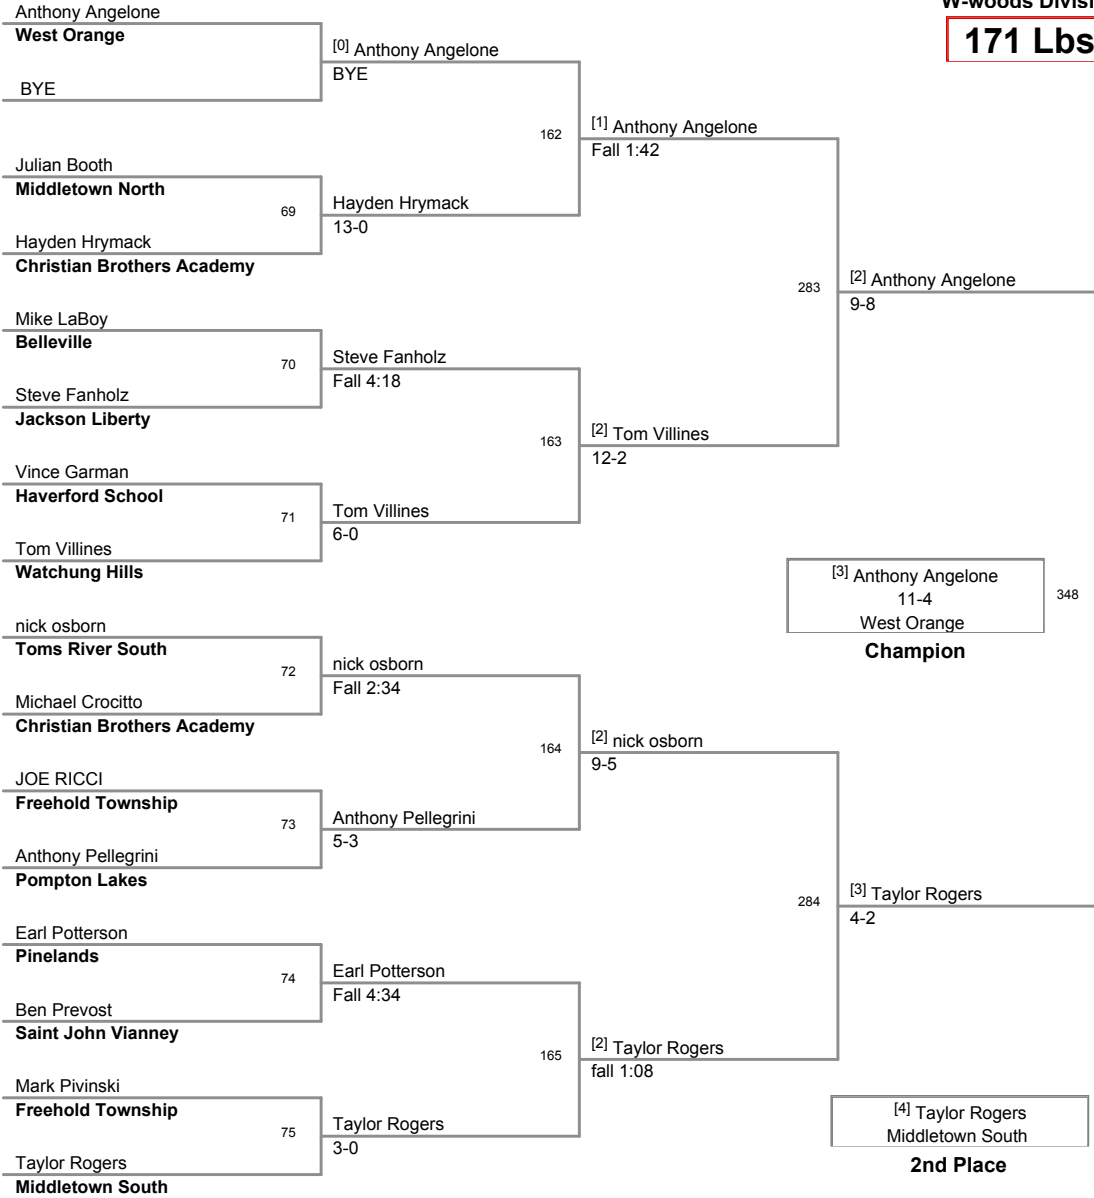 W-woods Divisi
171 Lbs
Anthony Angelone
West Orange
BYE
[0] Anthony Angelone
BYE
162
[1] Anthony Angelone
Fall 1:42
Julian Booth
Middletown North
69
Hayden Hrymack
13-0
Hayden Hrymack
Christian Brothers Academy
283
[2] Anthony Angelone
9-8
Mike LaBoy
Belleville
70
Steve Fanholz
Fall 4:18
Steve Fanholz
Jackson Liberty
163
[2] Tom Villines
12-2
Vince Garman
Haverford School
71
Tom Villines
6-0
Tom Villines
Watchung Hills
[3] Anthony Angelone
11-4
West Orange
348
Champion
nick osborn
Toms River South
72
nick osborn
Fall 2:34
Michael Crocitto
Christian Brothers Academy
164
[2] nick osborn
9-5
JOE RICCI
Freehold Township
73
Anthony Pellegrini
5-3
Anthony Pellegrini
Pompton Lakes
284
[3] Taylor Rogers
4-2
Earl Potterson
Pinelands
74
Earl Potterson
Fall 4:34
Ben Prevost
Saint John Vianney
165
[2] Taylor Rogers
fall 1:08
Mark Pivinski
Freehold Township
75
Taylor Rogers
3-0
Taylor Rogers
Middletown South
[4] Taylor Rogers
Middletown South
2nd Place